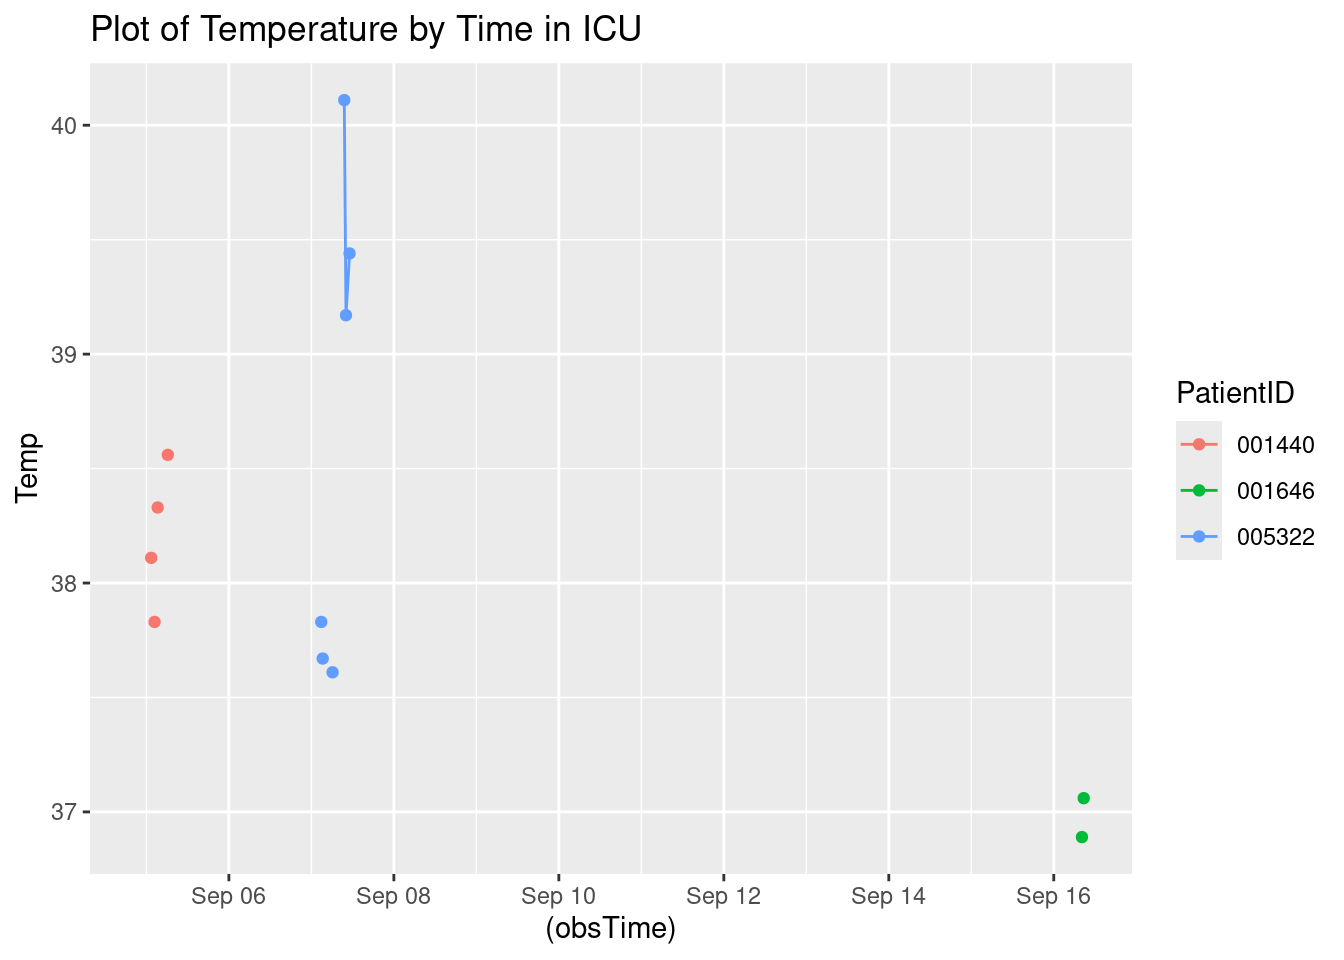 Plot of Temperature by Time in ICU
40
39
38
37
Temp
Sep 06
Sep 08
Sep 10
Sep 12
Sep 14
Sep 16
(obsTime)
PatientID
001440
001646
005322